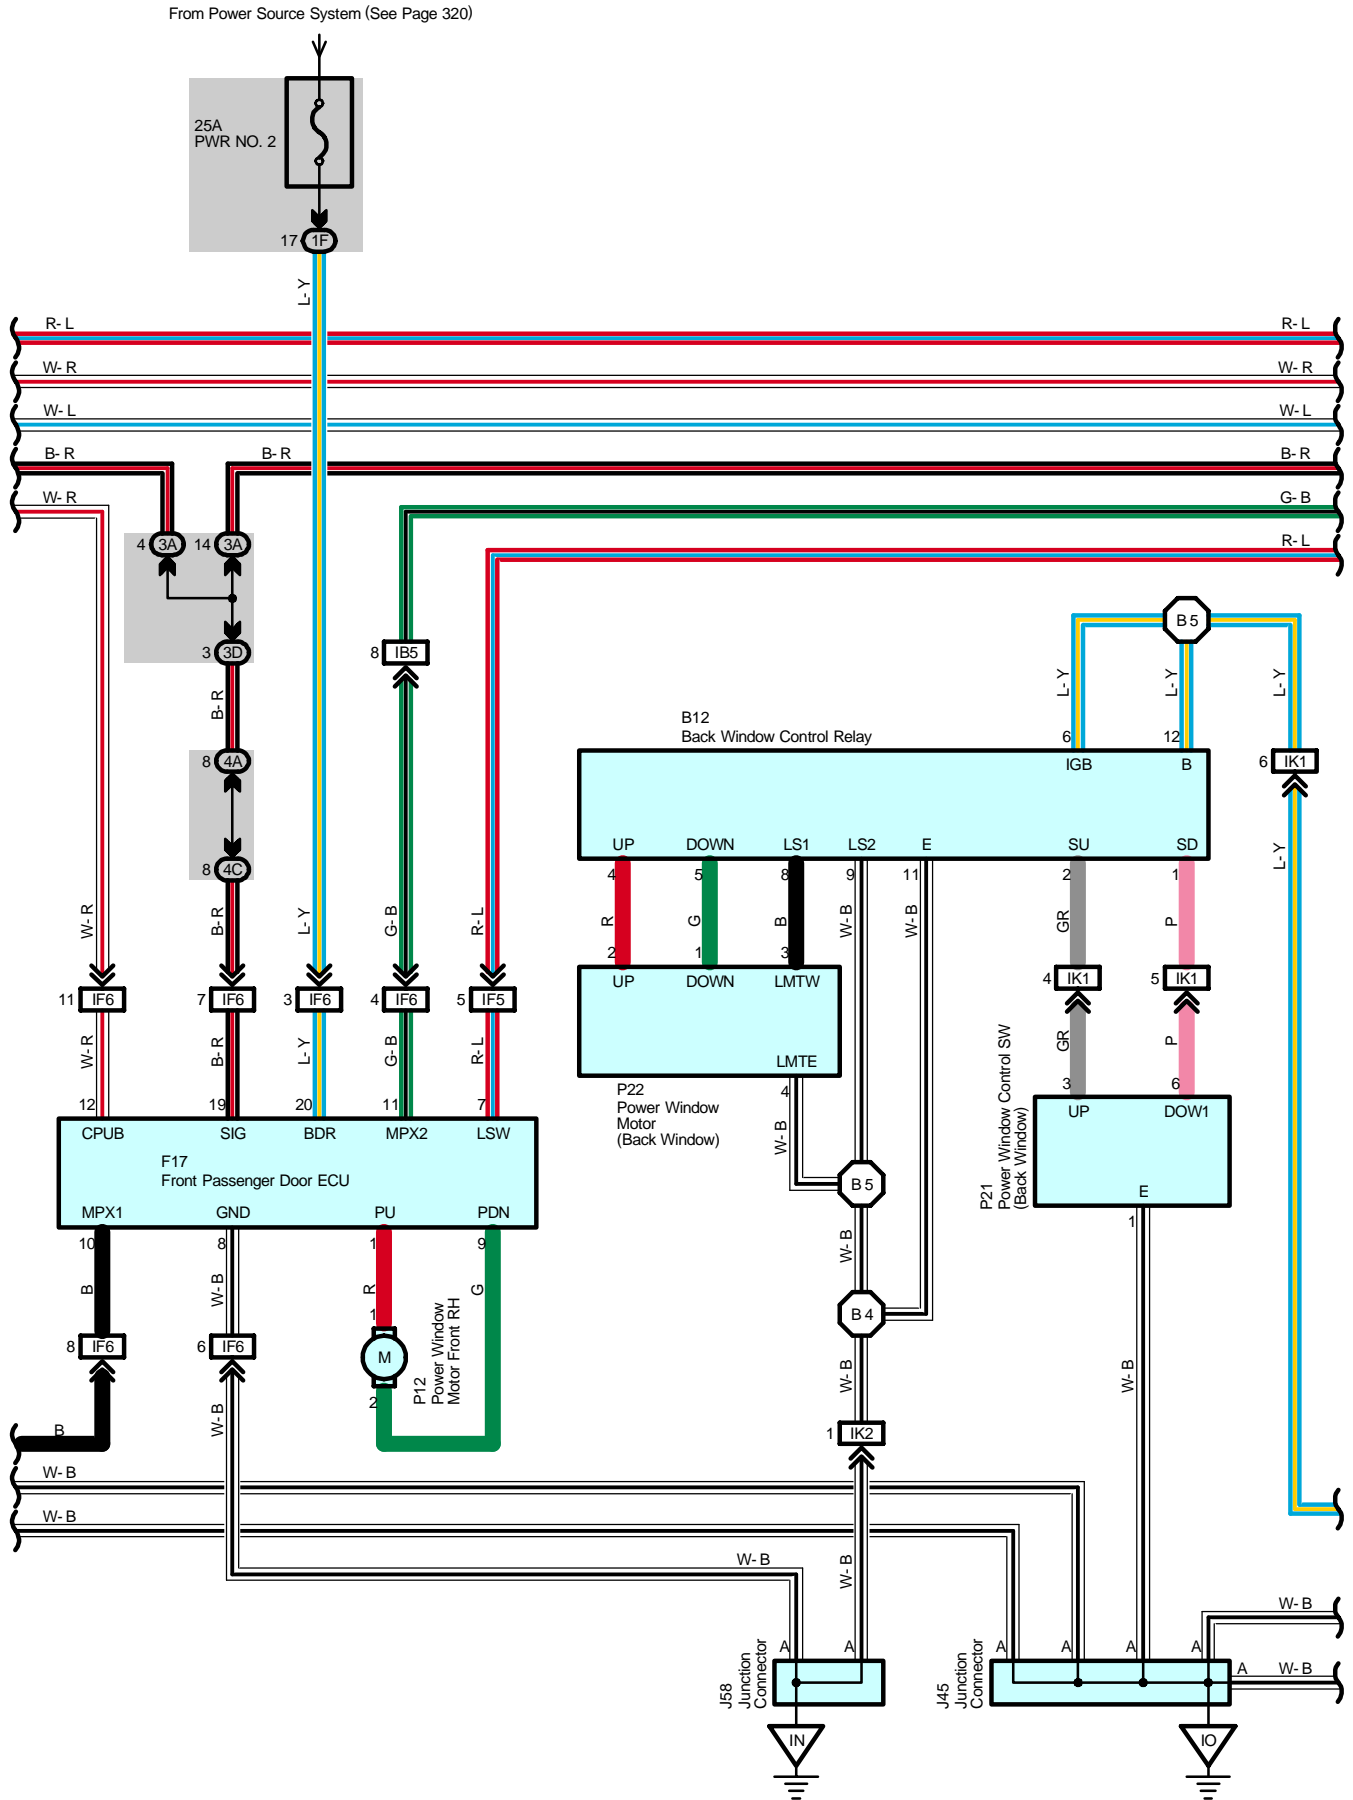 From Power Source System (See Page 320)
25A
PWR NO. 2
17 1F
L-Y
R-L R-L
W-R W-R
W-L W-L
B-R B-R B-R
W-R G-B
R-L
4 3A 14 3A
B5
3 3D 8 IB5
B-R L-Y L-Y L-Y
B12
Back Window Control Relay
6 12
8 4A IGB B 6 IK1
UP DOWN LS1 LS2 E SU SD
8 4C 4 5 8 9 11 2 1
L-Y
W-R B-R L-Y G-B R-L R G B W-B W-B GR P
2 1 3
UP DOWN LMTW 4 IK1 5 IK1
11 IF6 7 IF6 3 IF6 4 IF6 5 IF5
W-R B-R L-Y G-B R-L GR P
LMTE
P22
Power Window
Motor
(Back Window)
4
W-B
3 6
UP DOW1
12 19 20 11 7
CPUB SIG BDR MPX2 LSW
F17
Front Passenger Door ECU
B5
P21
Power Window Control SW
(Back Window)
E
1
MPX1 GND PU PDN
10 8 1 9
B W-B R G W-B
1
P12
Power Window
Motor Front RH
B4
8 IF6 6 IF6 M
2
W-B W-B W-B
B 1 IK2
W-B
W-B
W-B W-B
W-B
A A A A A A
A W-B
J58
Junction
Connector
J45
Junction
Connector
IN IO